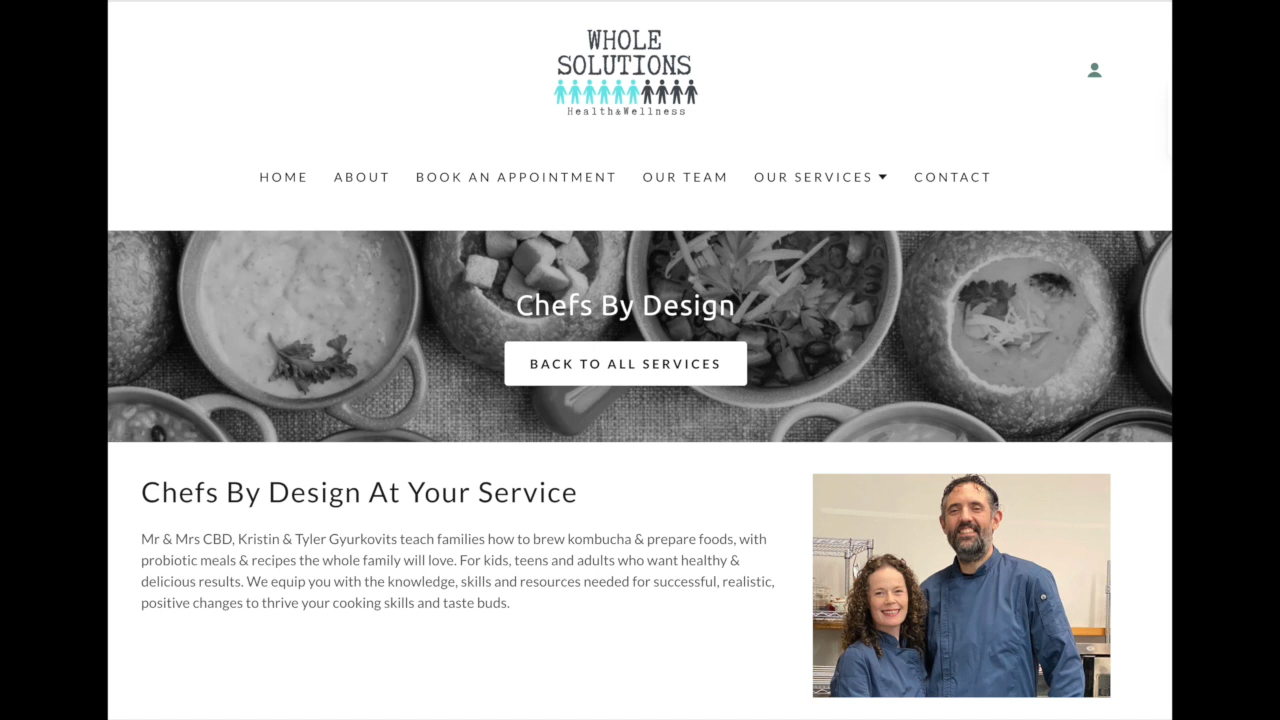 WHOLE
SOLUTIONS
Health&Wellness
HOME ABOUT BOOK AN APPOINTMENT OUR TEAM OUR SERVICES CONTACT
Chefs By Design
BACK TO ALL SERVICES
Chefs By Design At Your Service
Mr & Mrs CBD, Kristin & Tyler Gyurkovits teach families how to brew kombucha & prepare foods, with
probiotic meals & recipes the whole family will love. For kids, teens and adults who want healthy &
delicious results. We equip you with the knowledge, skills and resources needed for successful, realistic,
positive changes to thrive your cooking skills and taste buds.